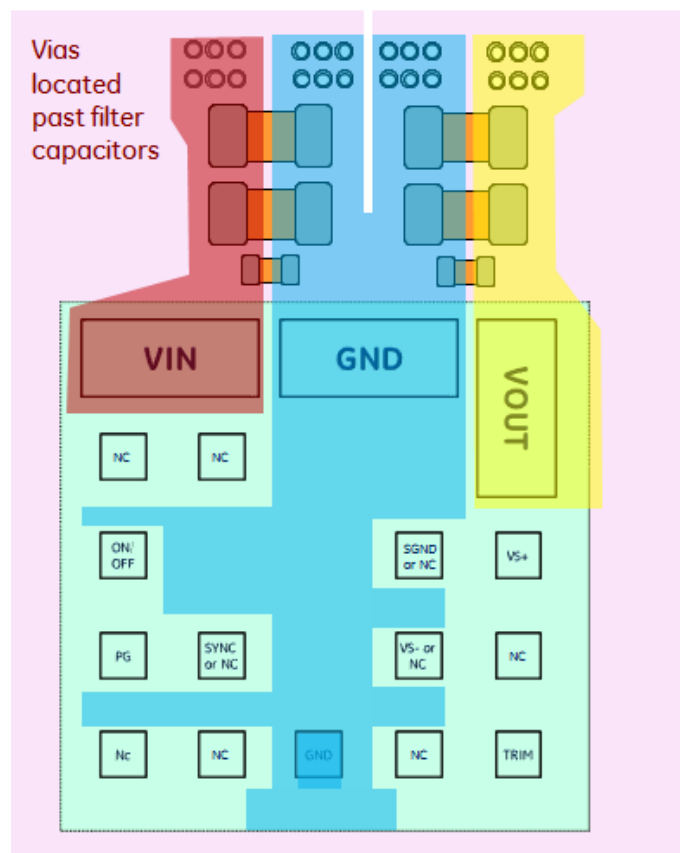 Vias
located
past filter
capacitors
VIN
GND
VOUT
NC
NC
ON/
OFF
SGND
or NC
VS+
PG
SYNC
or NC
VS- or
NC
NC
Nc
NC
GND
NC
TRIM